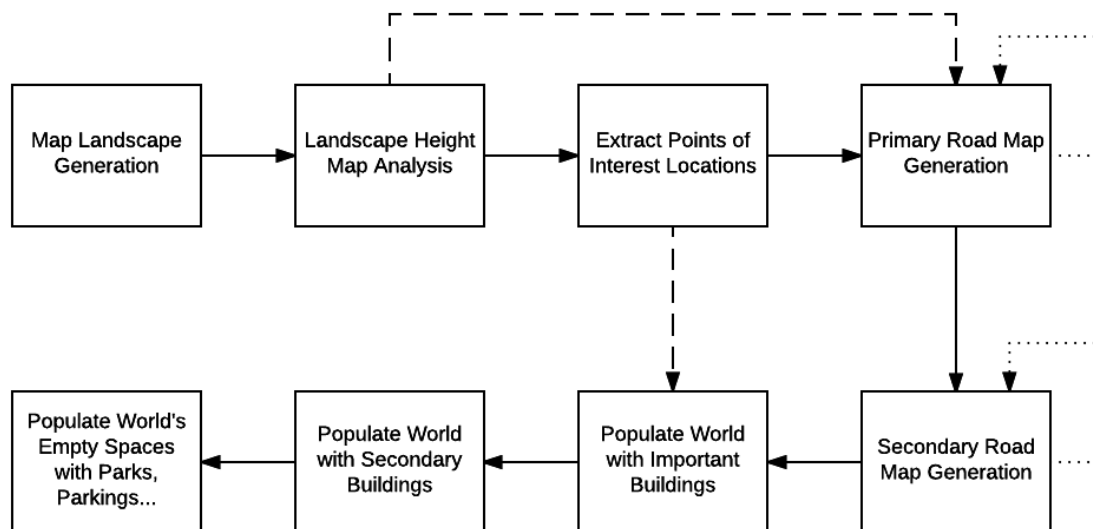 Map Landscape
Generation
Landscape Height
Map Analysis
Extract Points of
Interest Locations
Primary Road Map
Generation
Populate World's
Empty Spaces
with Parks,
Parkings...
Populate World
with Secondary
Buildings
Populate World
with Important
Buildings
Secondary Road
Map Generation